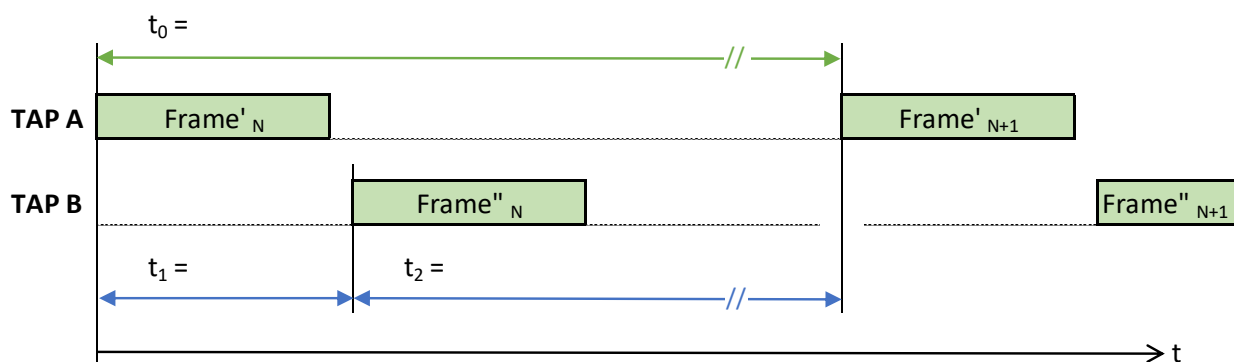 t₀ =
TAP A Frame' N Frame' N+1
TAP B Frame" N Frame" N+1
t₁ = t₂ =
t